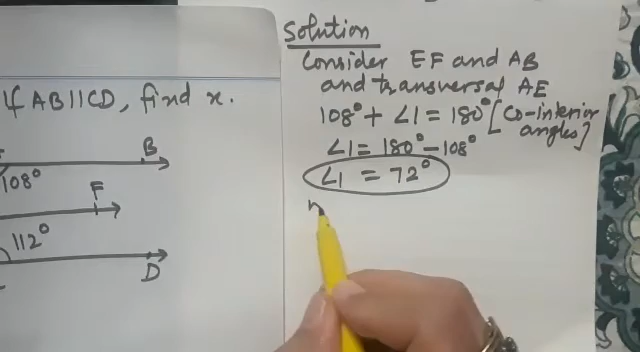 If AB||CD, find x.
B
108°
F
112°
D
Solution
Consider EF and AB
and transversal AE
108° + ∠1 = 180° [Co-interior angles]
∠1 = 180° - 108°
∠1 = 72°